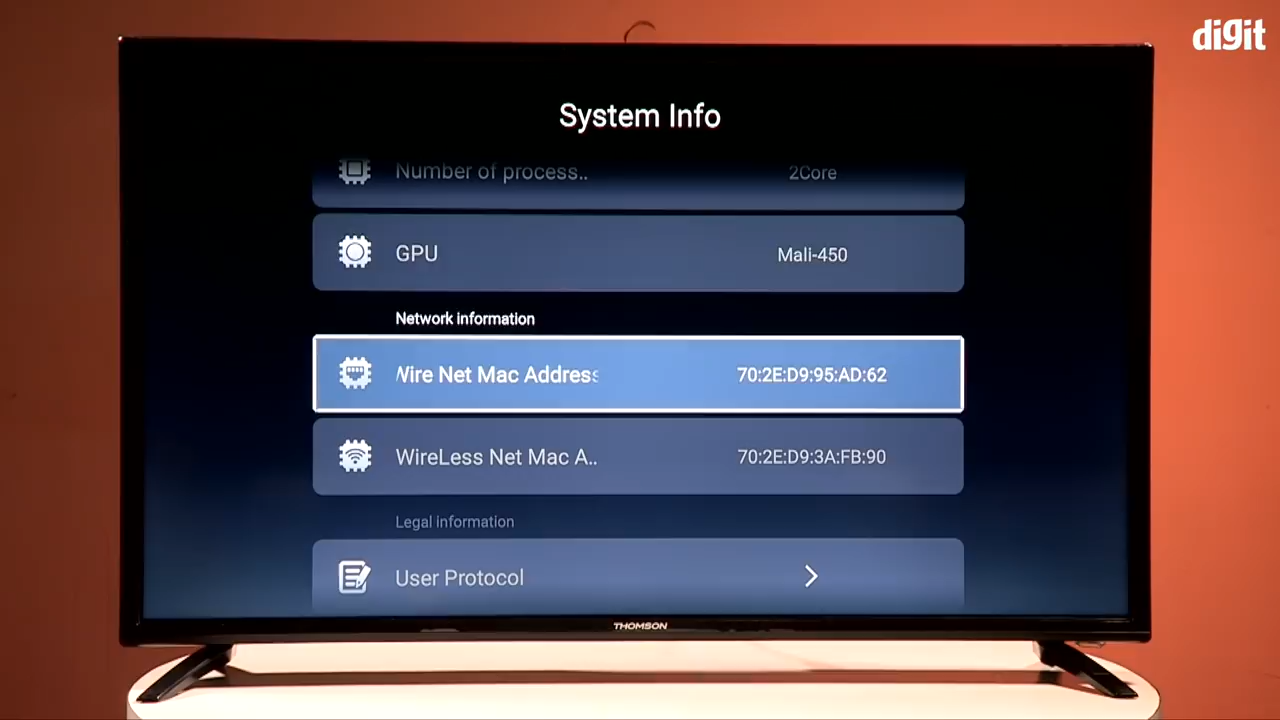 digit
System Info
Number of process.. 2Core
GPU Mali-450
Network information
Wire Net Mac Address 70:2E:D9:95:AD:62
WireLess Net Mac A.. 70:2E:D9:3A:FB:90
Legal information
User Protocol
THOMSON